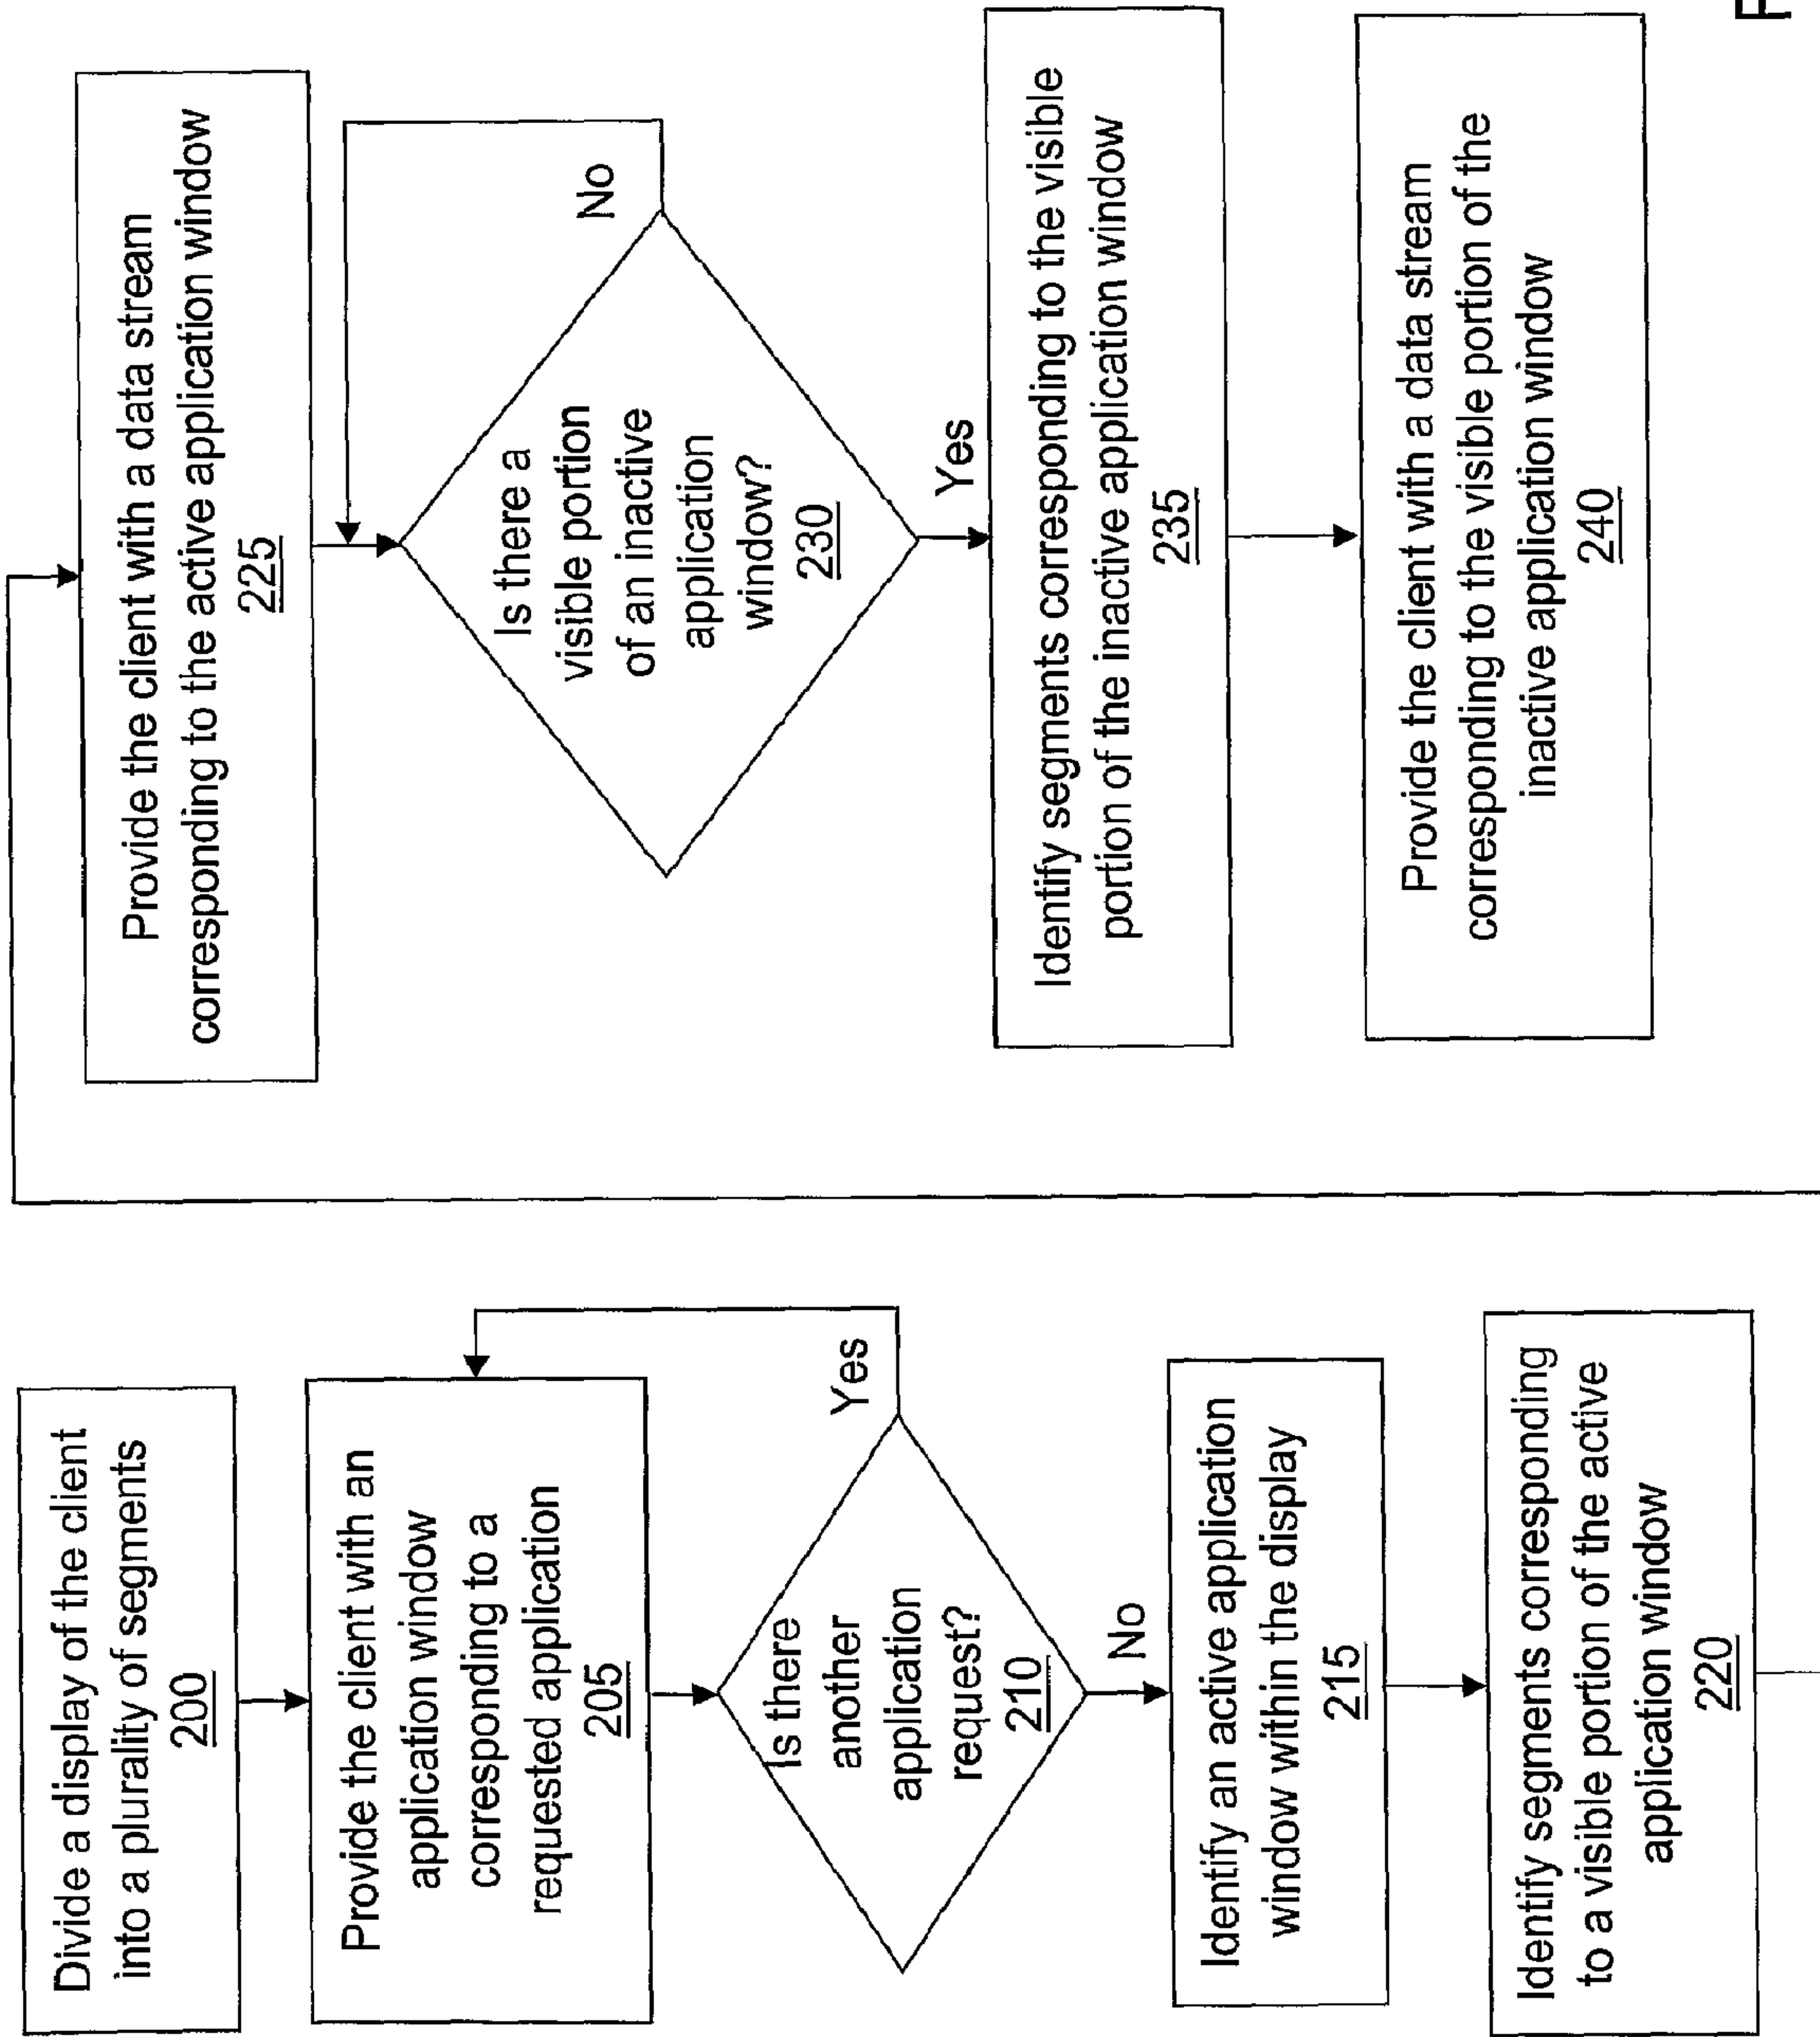 Divide a display of the client
into a plurality of segments
200
Provide the client with an
application window
corresponding to a
requested application
205
Is there
another
application
request?
210
Yes
No
Identify an active application
window within the display
215
Identify segments corresponding
to a visible portion of the active
application window
220
Provide the client with a data stream
corresponding to the active application window
225
Is there a
visible portion
of an inactive
application
window?
230
No
Yes
Identify segments corresponding to the visible
portion of the inactive application window
235
Provide the client with a data stream
corresponding to the visible portion of the
inactive application window
240